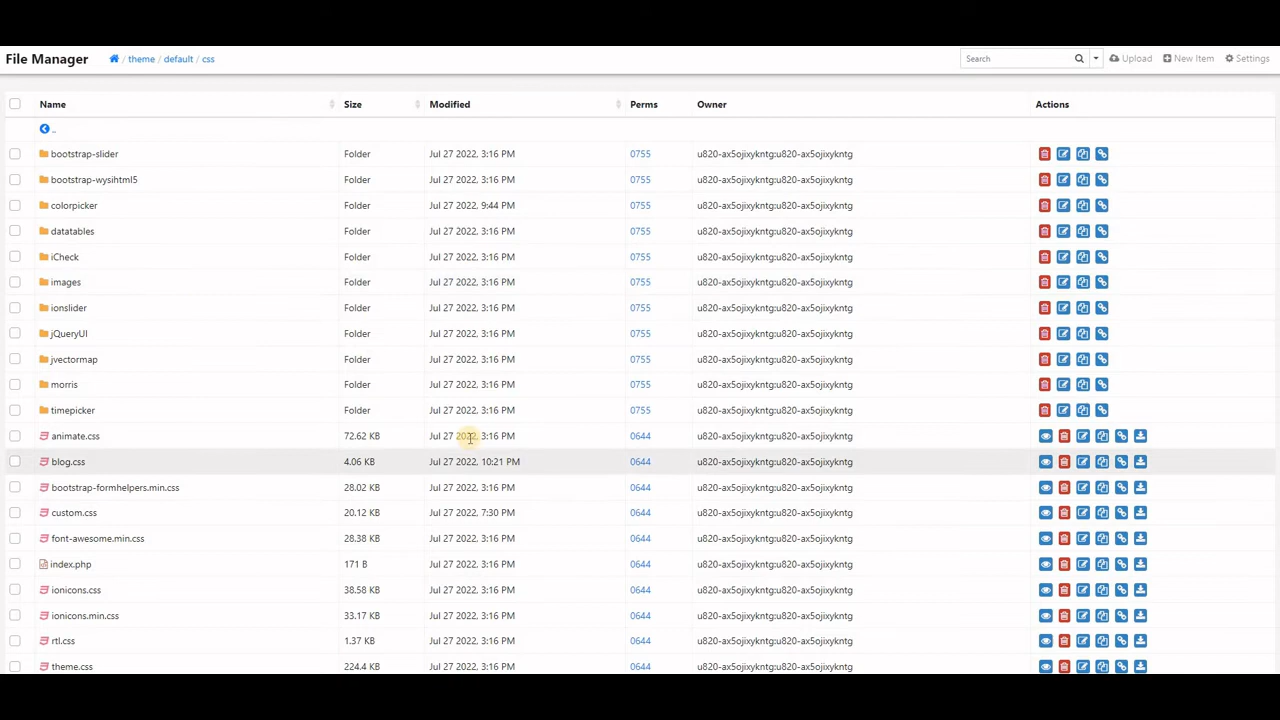 File Manager / theme / default / css Search Upload New Item Settings
Name Size Modified Perms Owner Actions
..
bootstrap-slider Folder Jul 27 2022, 3:16 PM 0755 u820-ax5ojixykntg:u820-ax5ojixykntg
bootstrap-wysihtml5 Folder Jul 27 2022, 3:16 PM 0755 u820-ax5ojixykntg:u820-ax5ojixykntg
colorpicker Folder Jul 27 2022, 9:44 PM 0755 u820-ax5ojixykntg:u820-ax5ojixykntg
datatables Folder Jul 27 2022, 3:16 PM 0755 u820-ax5ojixykntg:u820-ax5ojixykntg
iCheck Folder Jul 27 2022, 3:16 PM 0755 u820-ax5ojixykntg:u820-ax5ojixykntg
images Folder Jul 27 2022, 3:16 PM 0755 u820-ax5ojixykntg:u820-ax5ojixykntg
ionslider Folder Jul 27 2022, 3:16 PM 0755 u820-ax5ojixykntg:u820-ax5ojixykntg
jQueryUI Folder Jul 27 2022, 3:16 PM 0755 u820-ax5ojixykntg:u820-ax5ojixykntg
jvectormap Folder Jul 27 2022, 3:16 PM 0755 u820-ax5ojixykntg:u820-ax5ojixykntg
morris Folder Jul 27 2022, 3:16 PM 0755 u820-ax5ojixykntg:u820-ax5ojixykntg
timepicker Folder Jul 27 2022, 3:16 PM 0755 u820-ax5ojixykntg:u820-ax5ojixykntg
animate.css 72.62 KB Jul 27 2022, 3:16 PM 0644 u820-ax5ojixykntg:u820-ax5ojixykntg
blog.css 4.06 KB Jul 27 2022, 10:21 PM 0644 u820-ax5ojixykntg:u820-ax5ojixykntg
bootstrap-formhelpers.min.css 28.02 KB Jul 27 2022, 3:16 PM 0644 u820-ax5ojixykntg:u820-ax5ojixykntg
custom.css 20.12 KB Jul 27 2022, 7:30 PM 0644 u820-ax5ojixykntg:u820-ax5ojixykntg
font-awesome.min.css 28.38 KB Jul 27 2022, 3:16 PM 0644 u820-ax5ojixykntg:u820-ax5ojixykntg
index.php 171 B Jul 27 2022, 3:16 PM 0644 u820-ax5ojixykntg:u820-ax5ojixykntg
ionicons.css 38.58 KB Jul 27 2022, 3:16 PM 0644 u820-ax5ojixykntg:u820-ax5ojixykntg
ionicons.min.css 33.17 KB Jul 27 2022, 3:16 PM 0644 u820-ax5ojixykntg:u820-ax5ojixykntg
rtl.css 1.37 KB Jul 27 2022, 3:16 PM 0644 u820-ax5ojixykntg:u820-ax5ojixykntg
theme.css 224.4 KB Jul 27 2022, 3:16 PM 0644 u820-ax5ojixykntg:u820-ax5ojixykntg